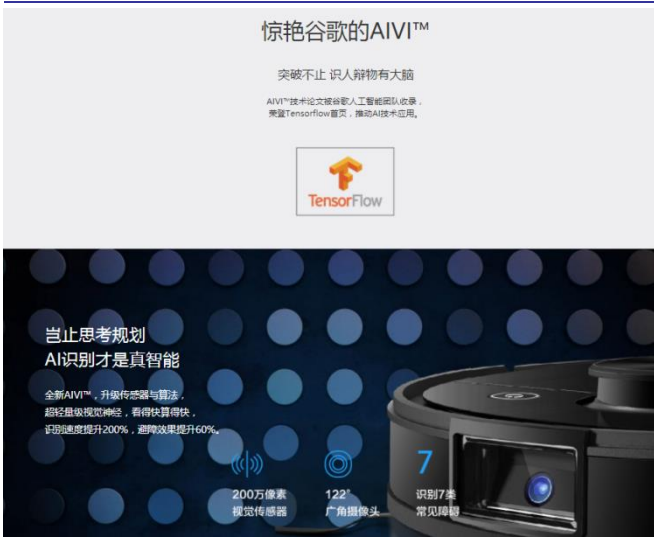 惊艳谷歌的AIVI™
突破不止 识人辩物有大脑
AIVI™技术论文被谷歌人工智能团队收录，
荣登Tensorflow首页，推动AI技术应用。
TensorFlow
岂止思考规划
AI识别才是真智能
全新AIVI™，升级传感器与算法，
超轻量级视觉神经，看得快算得快，
识别速度提升200%，避障效果提升60%。
200万像素
视觉传感器
122°
广角摄像头
7
识别7类
常见障碍